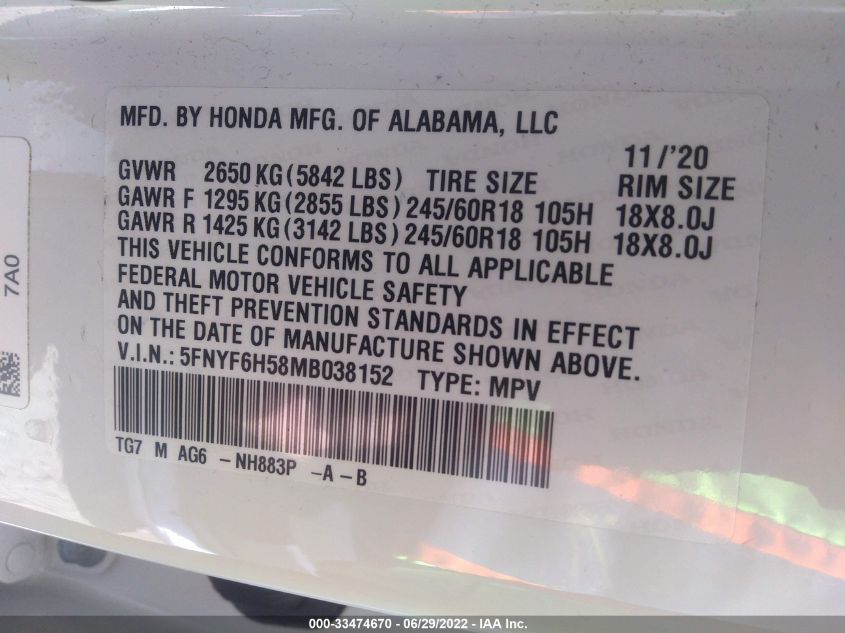 MFD. BY HONDA MFG. OF ALABAMA, LLC
11/'20
GVWR 2650 KG (5842 LBS) TIRE SIZE RIM SIZE
GAWR F 1295 KG (2855 LBS) 245/60R18 105H 18X8.0J
GAWR R 1425 KG (3142 LBS) 245/60R18 105H 18X8.0J
THIS VEHICLE CONFORMS TO ALL APPLICABLE
FEDERAL MOTOR VEHICLE SAFETY
AND THEFT PREVENTION STANDARDS IN EFFECT
ON THE DATE OF MANUFACTURE SHOWN ABOVE.
V.I.N.: 5FNYF6H58MB038152 TYPE: MPV
TG7 M AG6 – NH883P –A–B
7A0
000-33474670 - 06/29/2022 - IAA Inc.